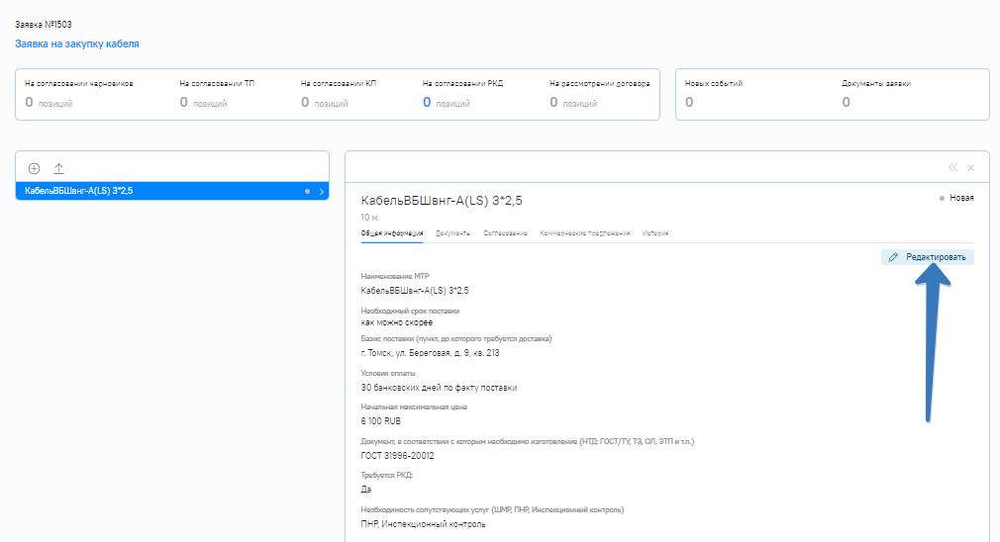 Заявка №1503
Заявка на закупку кабеля
На согласовании черновиков
0 позиций
На согласовании ТП
0 позиций
На согласовании КП
0 позиций
На согласовании РКД
0 позиций
На рассмотрении договора
0 позиций
Новых событий
0
Документы заявки
0
КабельВБШвнг-А(LS) 3*2,5
КабельВБШвнг-А(LS) 3*2,5
Новая
10 м
Общая информация Документы Согласование Коммерческие предложения История
Редактировать
Наименование МТР
КабельВБШвнг-А(LS) 3*2,5
Необходимый срок поставки
как можно скорее
Базис поставки (пункт, до которого требуется доставка)
г. Томск, ул. Береговая, д. 9, кв. 213
Условия оплаты
30 банковских дней по факту поставки
Начальная максимальная цена
6 100 RUB
Документ, в соответствии с которым необходимо изготовление (НТД: ГОСТ/ТУ, ТЗ, ОЛ, ЗТП и т.п.)
ГОСТ 31996-20012
Требуется РКД:
Да
Необходимость сопутствующих услуг (ШМР, ПНР, Инспекционный контроль)
ПНР, Инспекционный контроль